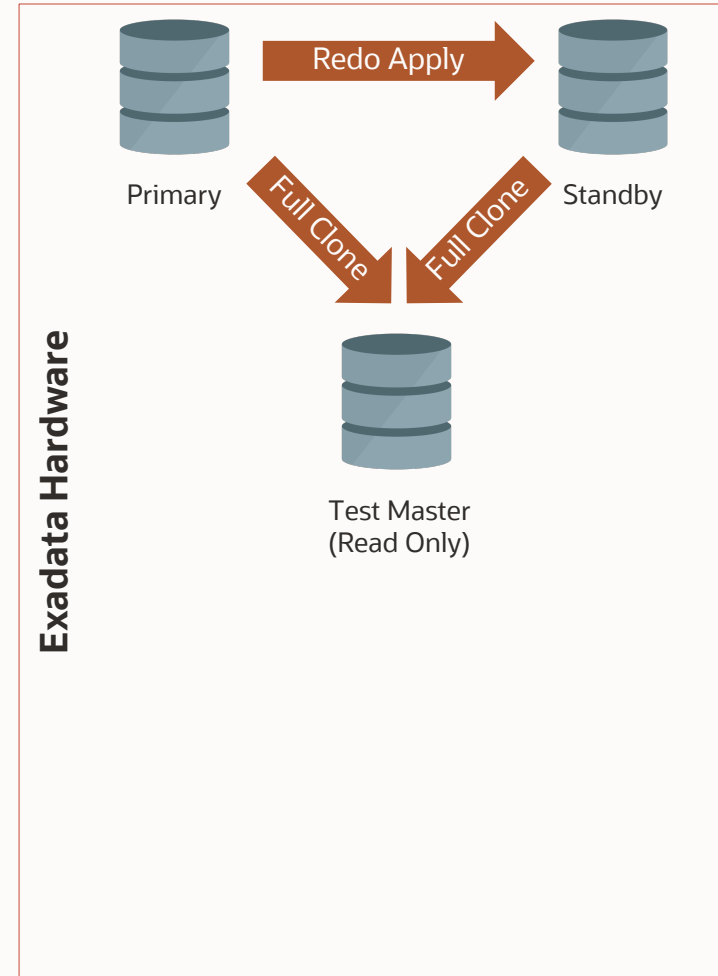 Redo Apply
Primary
Standby
Full Clone
Full Clone
Test Master
(Read Only)
Exadata Hardware